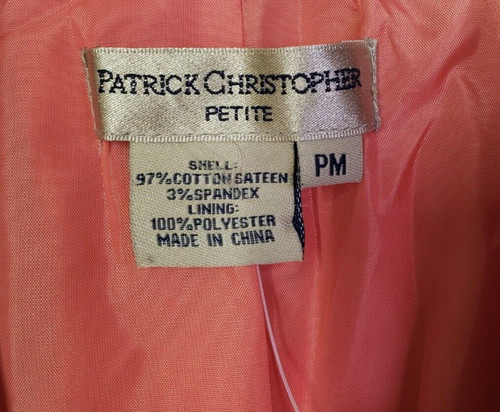 PATRICK CHRISTOPHER
PETITE
PM
SHELL:
97%COTTON SATEEN
3%SPANDEX
LINING:
100%POLYESTER
MADE IN CHINA